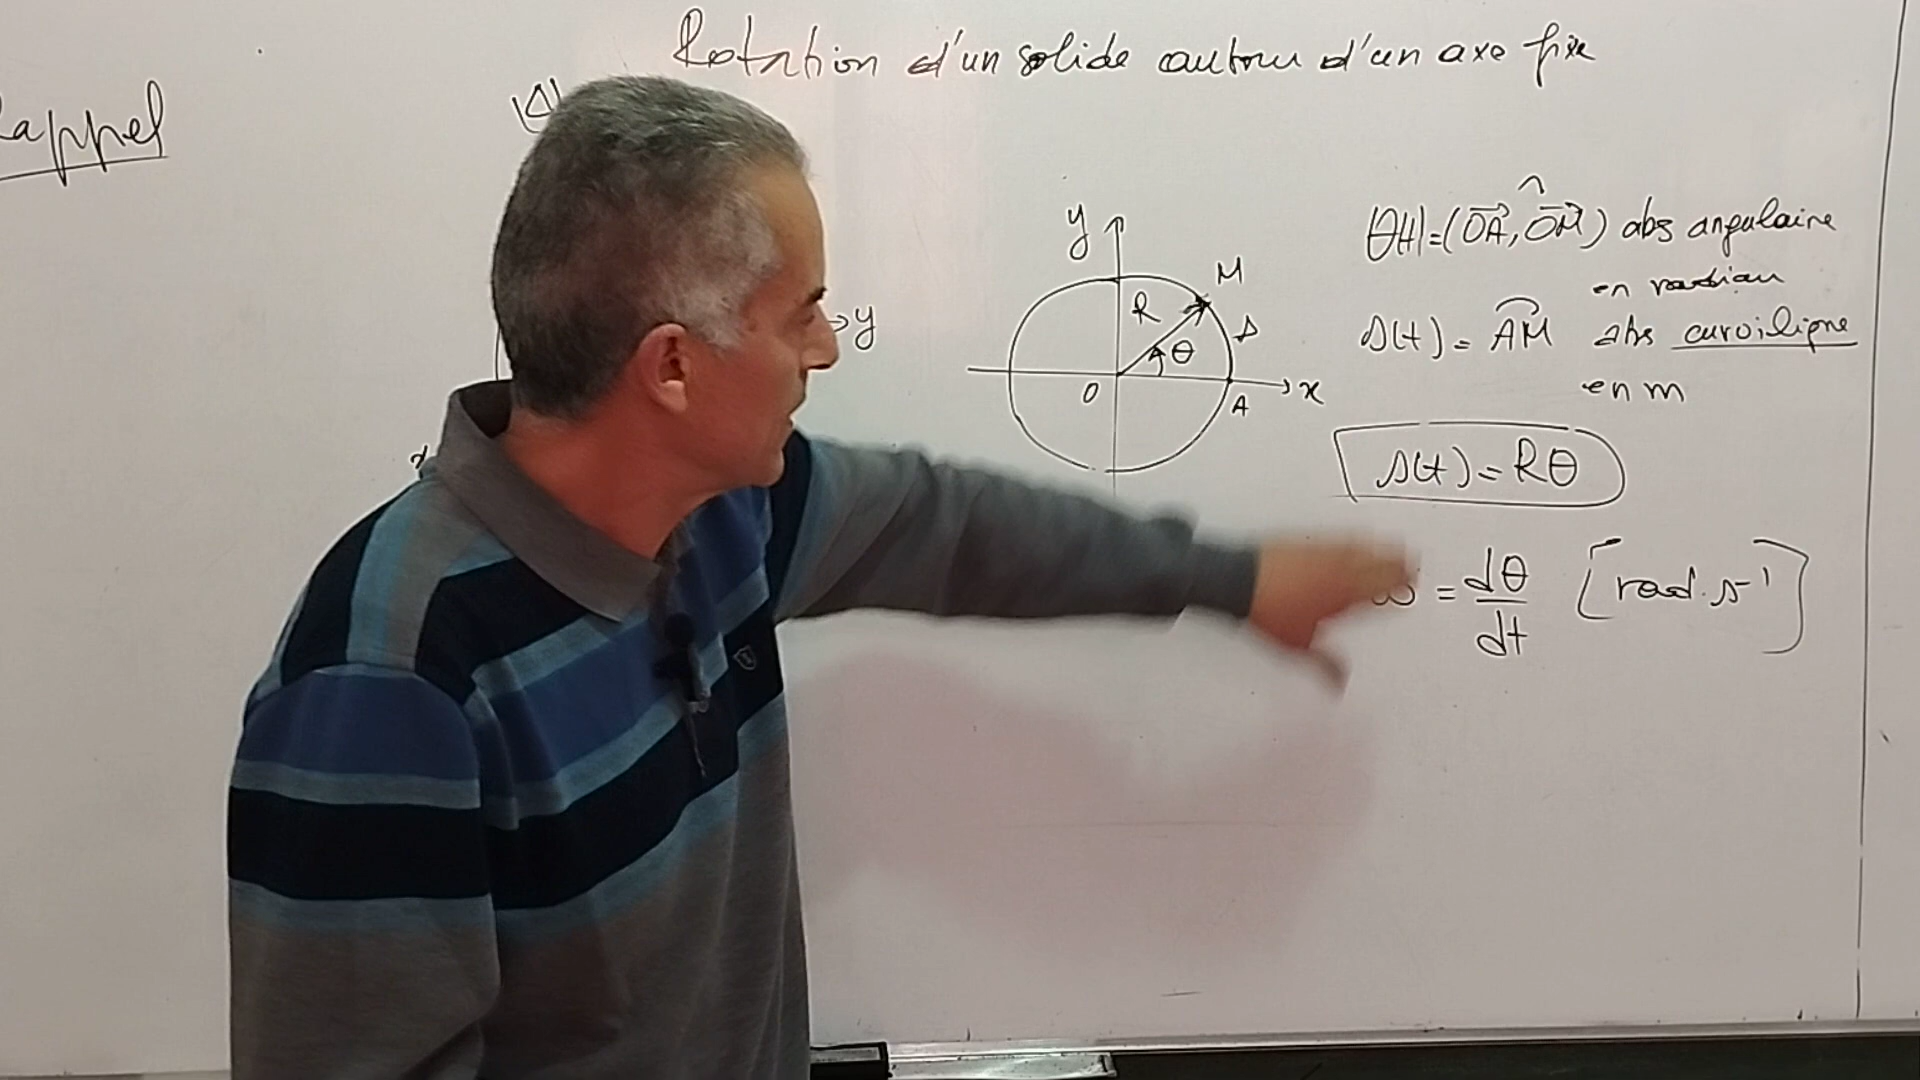 Rotation d'un solide autour d'un axe fixe
Rappel
(Δ)
y
x
y
M
R
s
θ
O
A
x
θ(t)=(OA, OM) abs angulaire
en radian
s(t) = AM abs curviligne
en m
s(t) = Rθ
ω = dθ/dt [rad.s⁻¹]